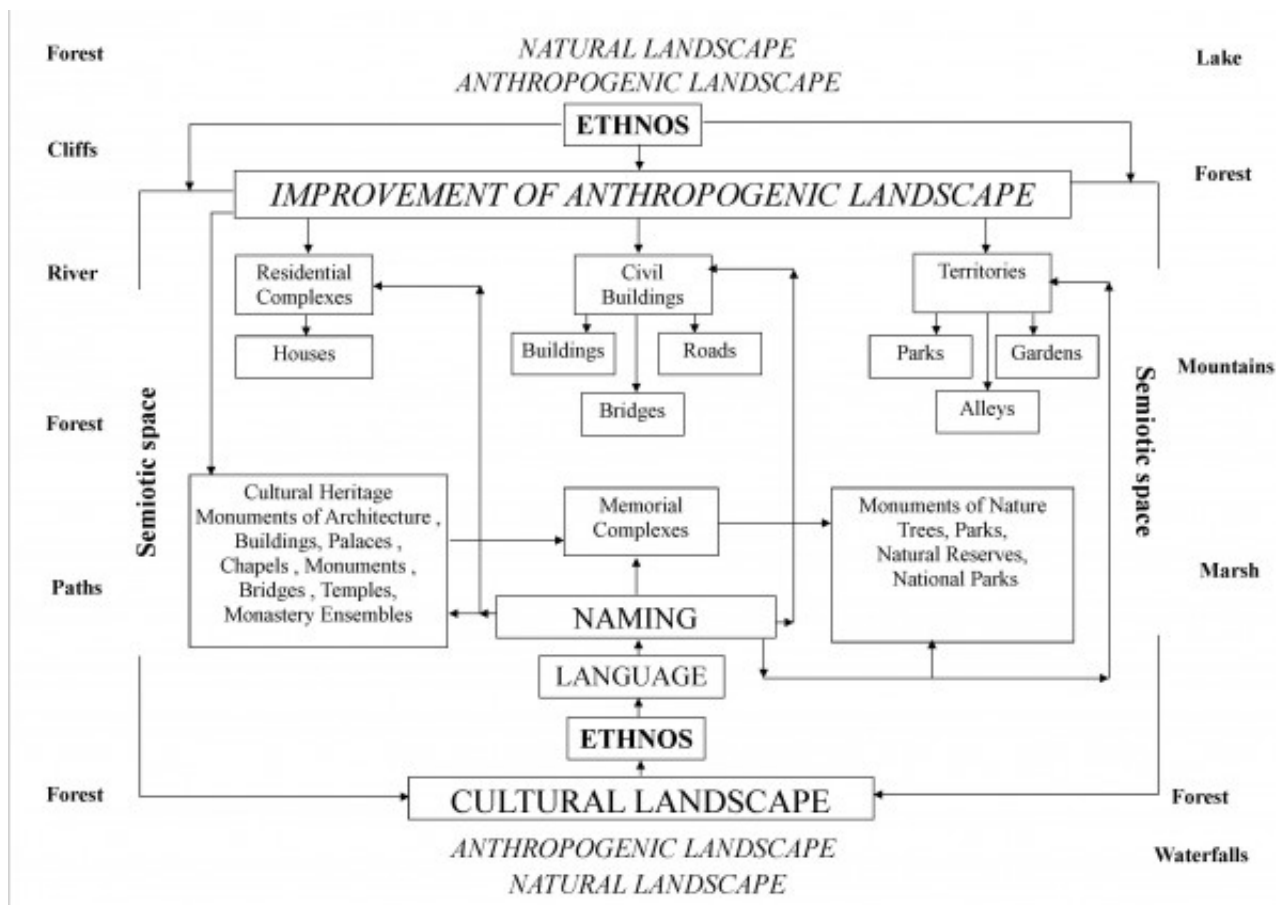 Forest
NATURAL LANDSCAPE
Lake
ANTHROPOGENIC LANDSCAPE
ETHNOS
Cliffs
Forest
IMPROVEMENT OF ANTHROPOGENIC LANDSCAPE
River
Residential
Complexes
Civil
Buildings
Territories
Houses
Buildings
Roads
Parks
Gardens
Mountains
Bridges
Alleys
Forest
Semiotic space
Semiotic space
Cultural Heritage
Monuments of Architecture ,
Buildings, Palaces ,
Chapels , Monuments ,
Bridges , Temples,
Monastery Ensembles
Memorial
Complexes
Monuments of Nature
Trees, Parks,
Natural Reserves,
National Parks
Paths
Marsh
NAMING
LANGUAGE
ETHNOS
Forest
CULTURAL LANDSCAPE
Forest
ANTHROPOGENIC LANDSCAPE
Waterfalls
NATURAL LANDSCAPE